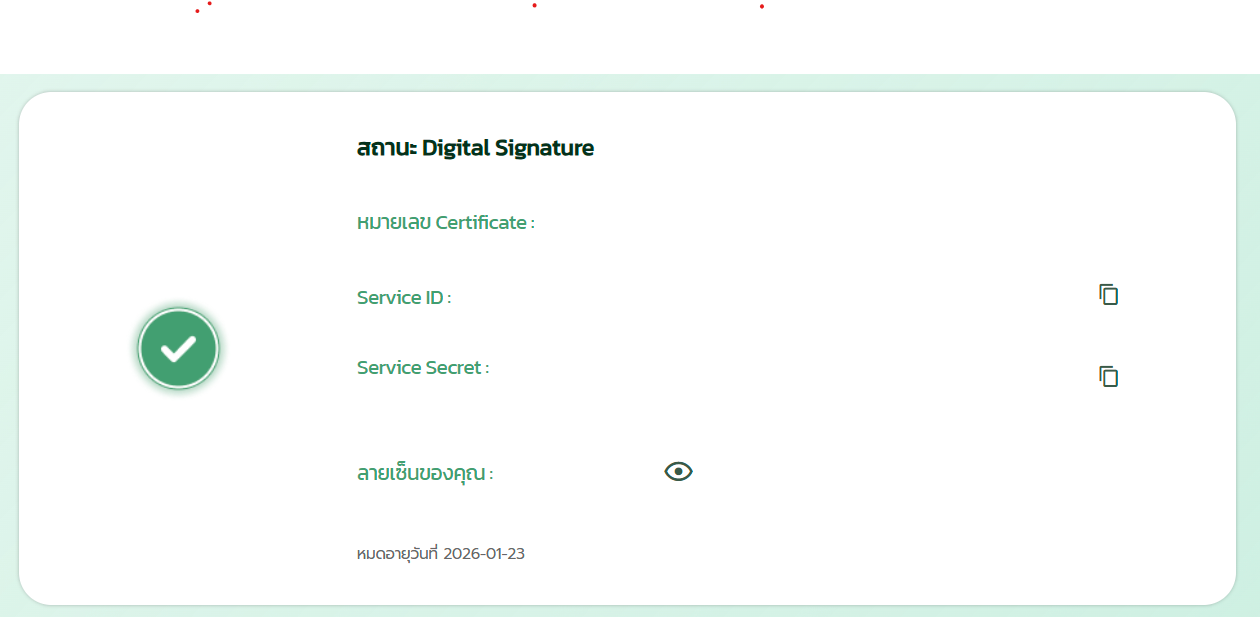 สถานะ Digital Signature
หมายเลข Certificate :
Service ID :
Service Secret :
ลายเซ็นของคุณ :
หมดอายุวันที่ 2026-01-23